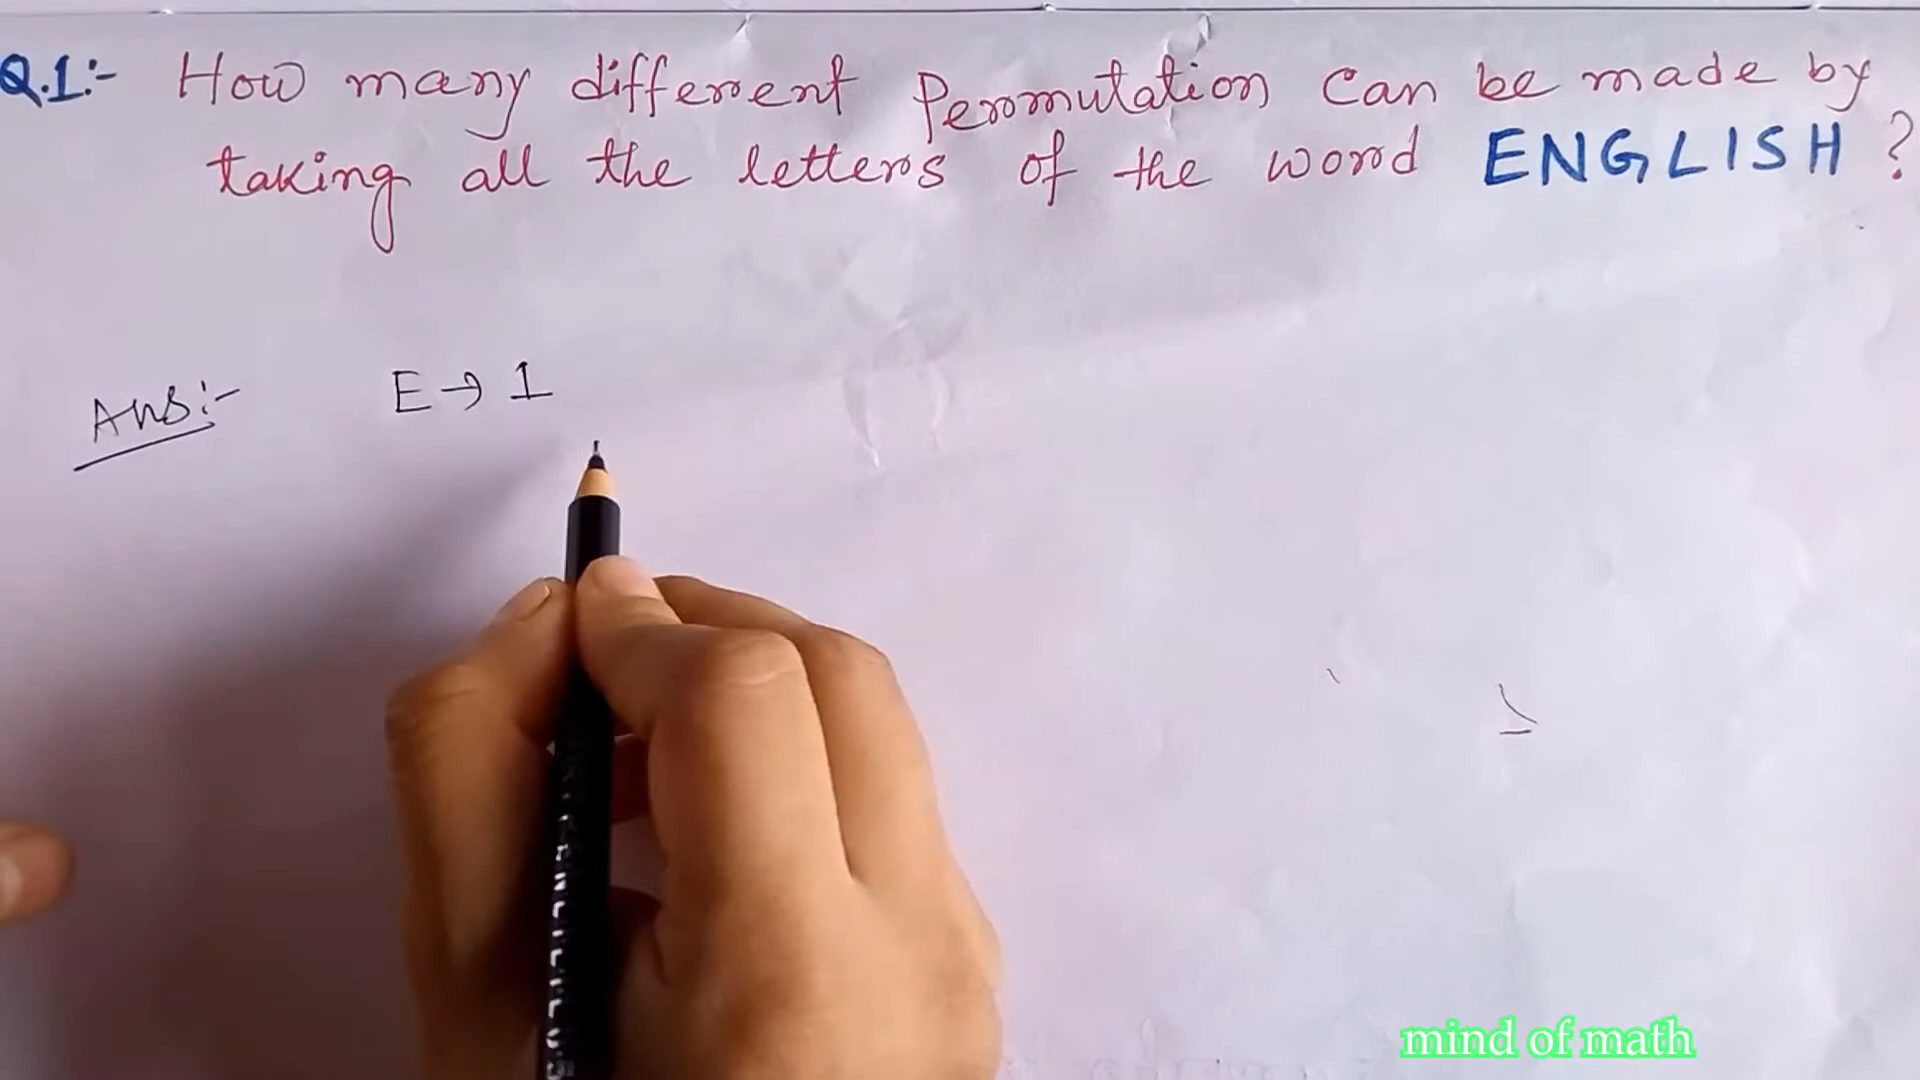 Q.1:- How many different Permutation can be made by
taking all the letters of the word ENGLISH ?
Ans:- E → 1
mind of math